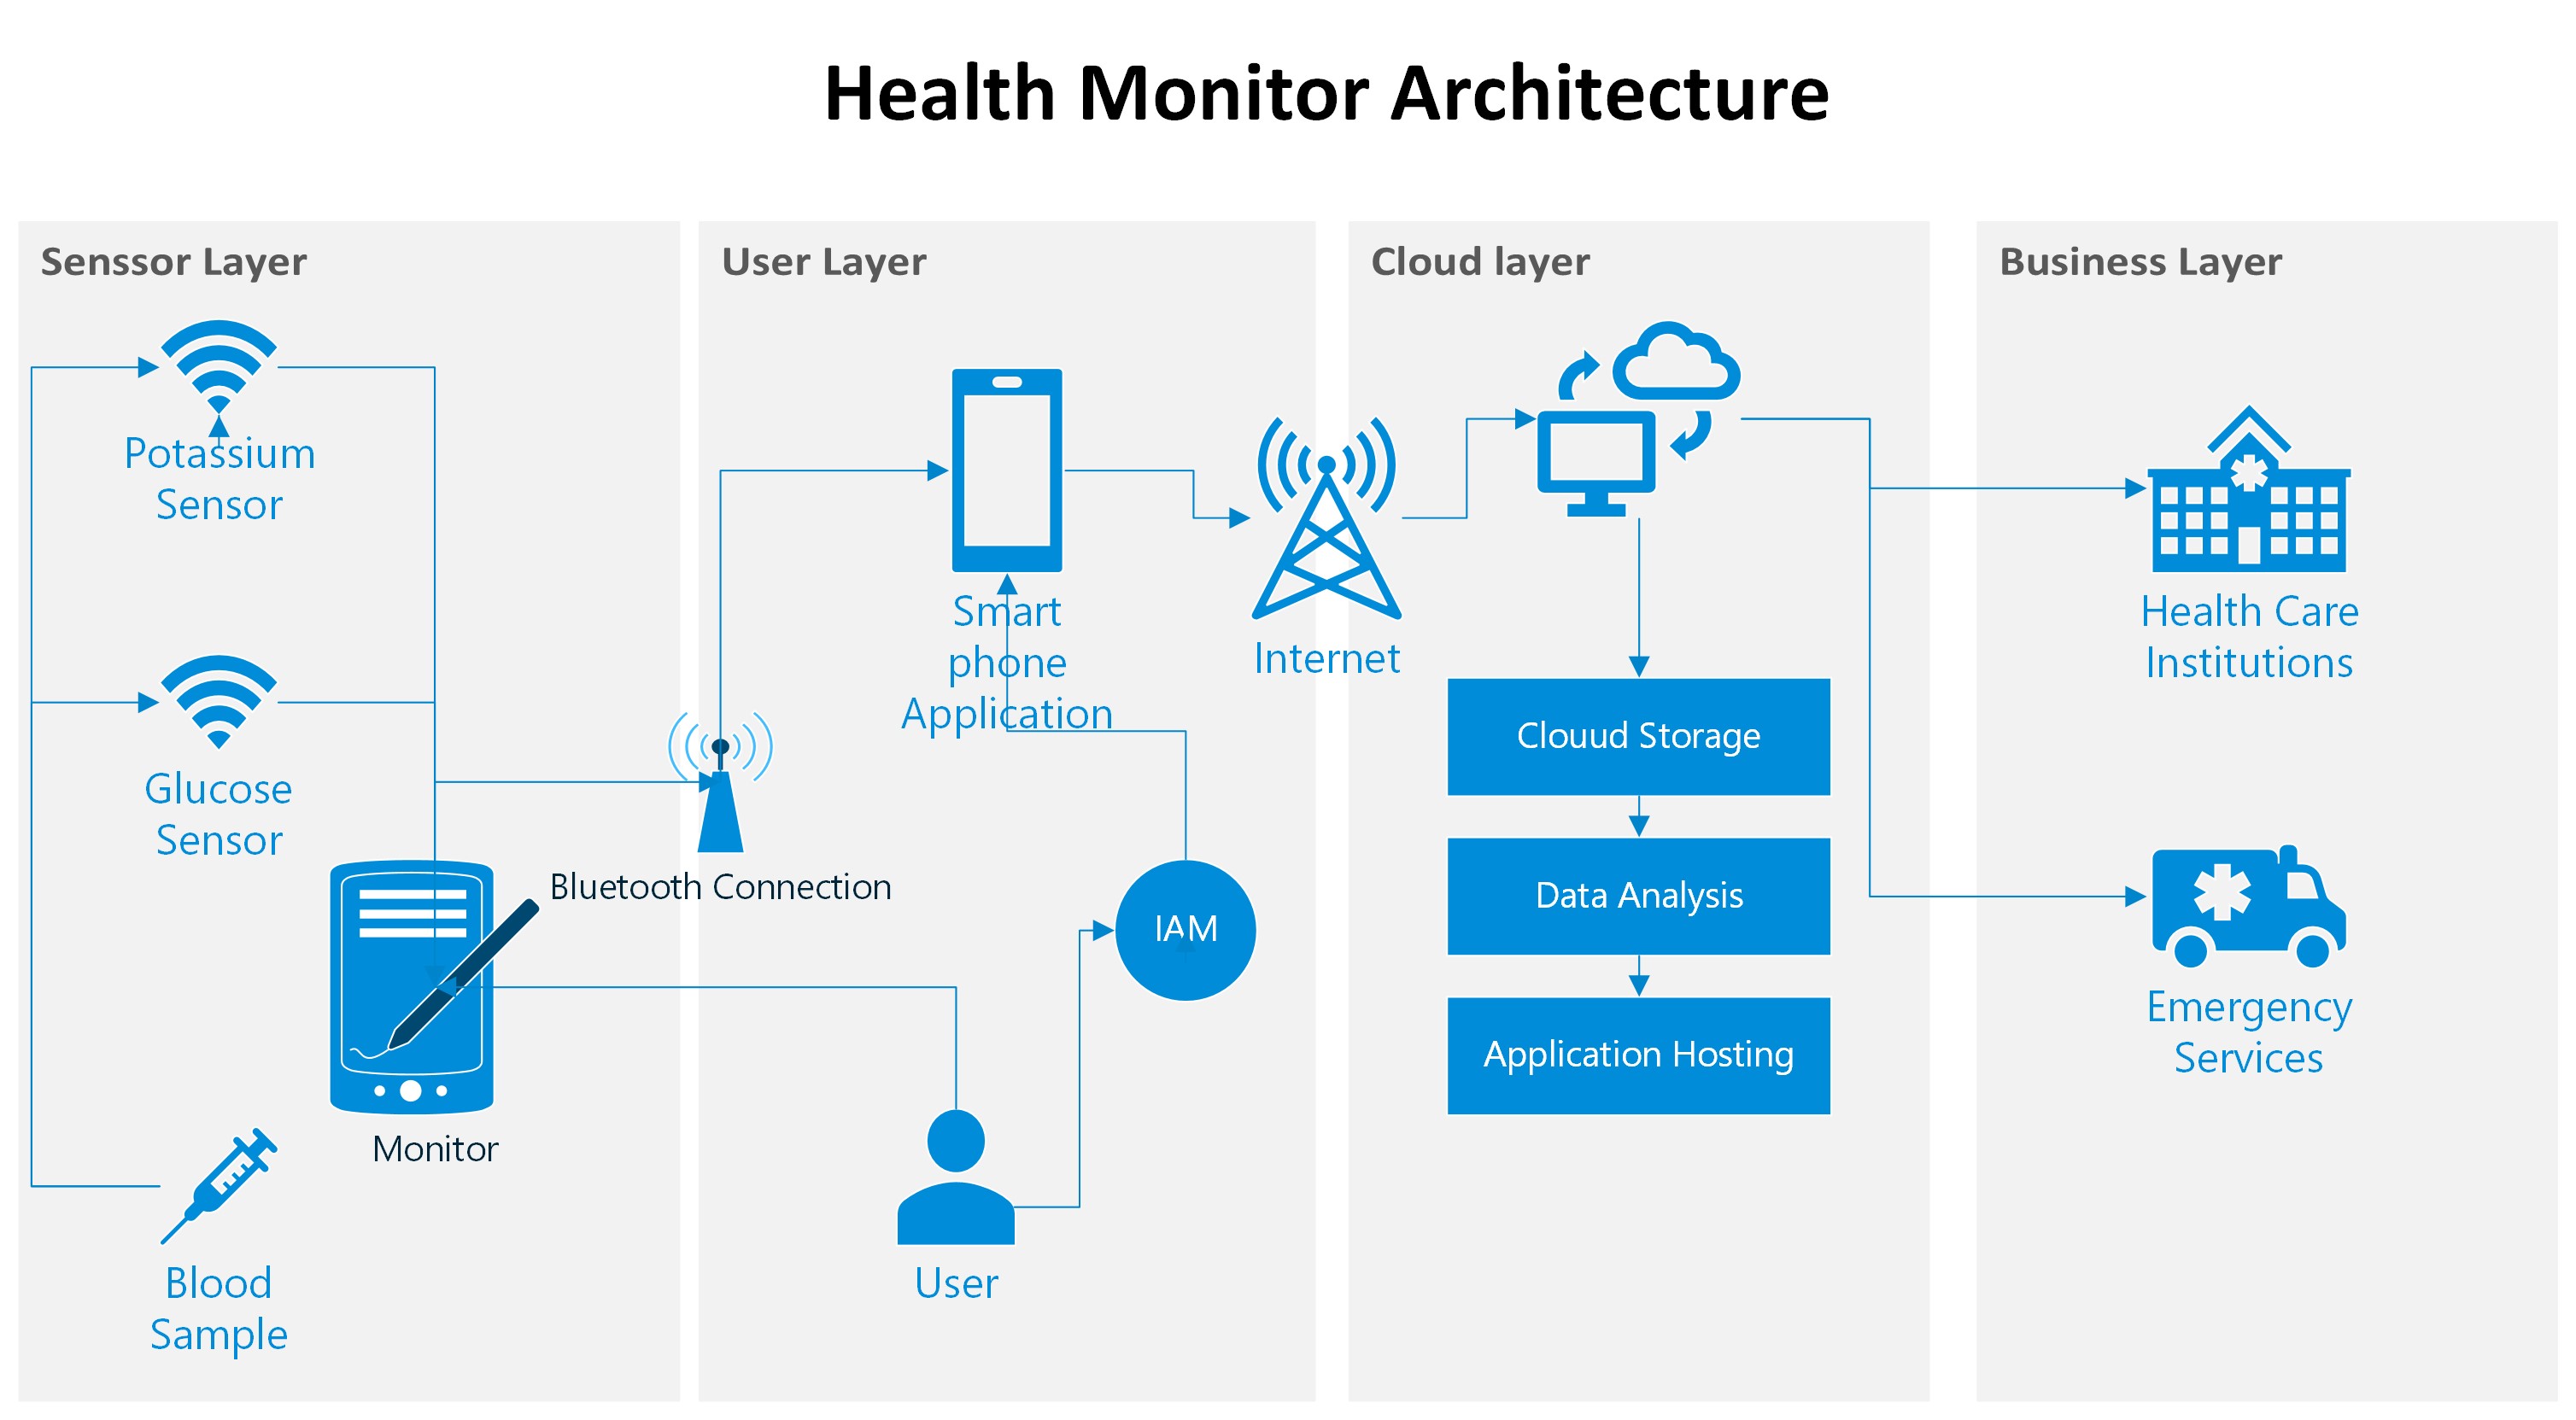 Health Monitor Architecture
Senssor Layer
Potassium
Sensor
Glucose
Sensor
Monitor
Blood
Sample
User Layer
Smart
phone
Application
Bluetooth Connection
IAM
User
Internet
Cloud layer
Clouud Storage
Data Analysis
Application Hosting
Business Layer
Health Care
Institutions
Emergency
Services